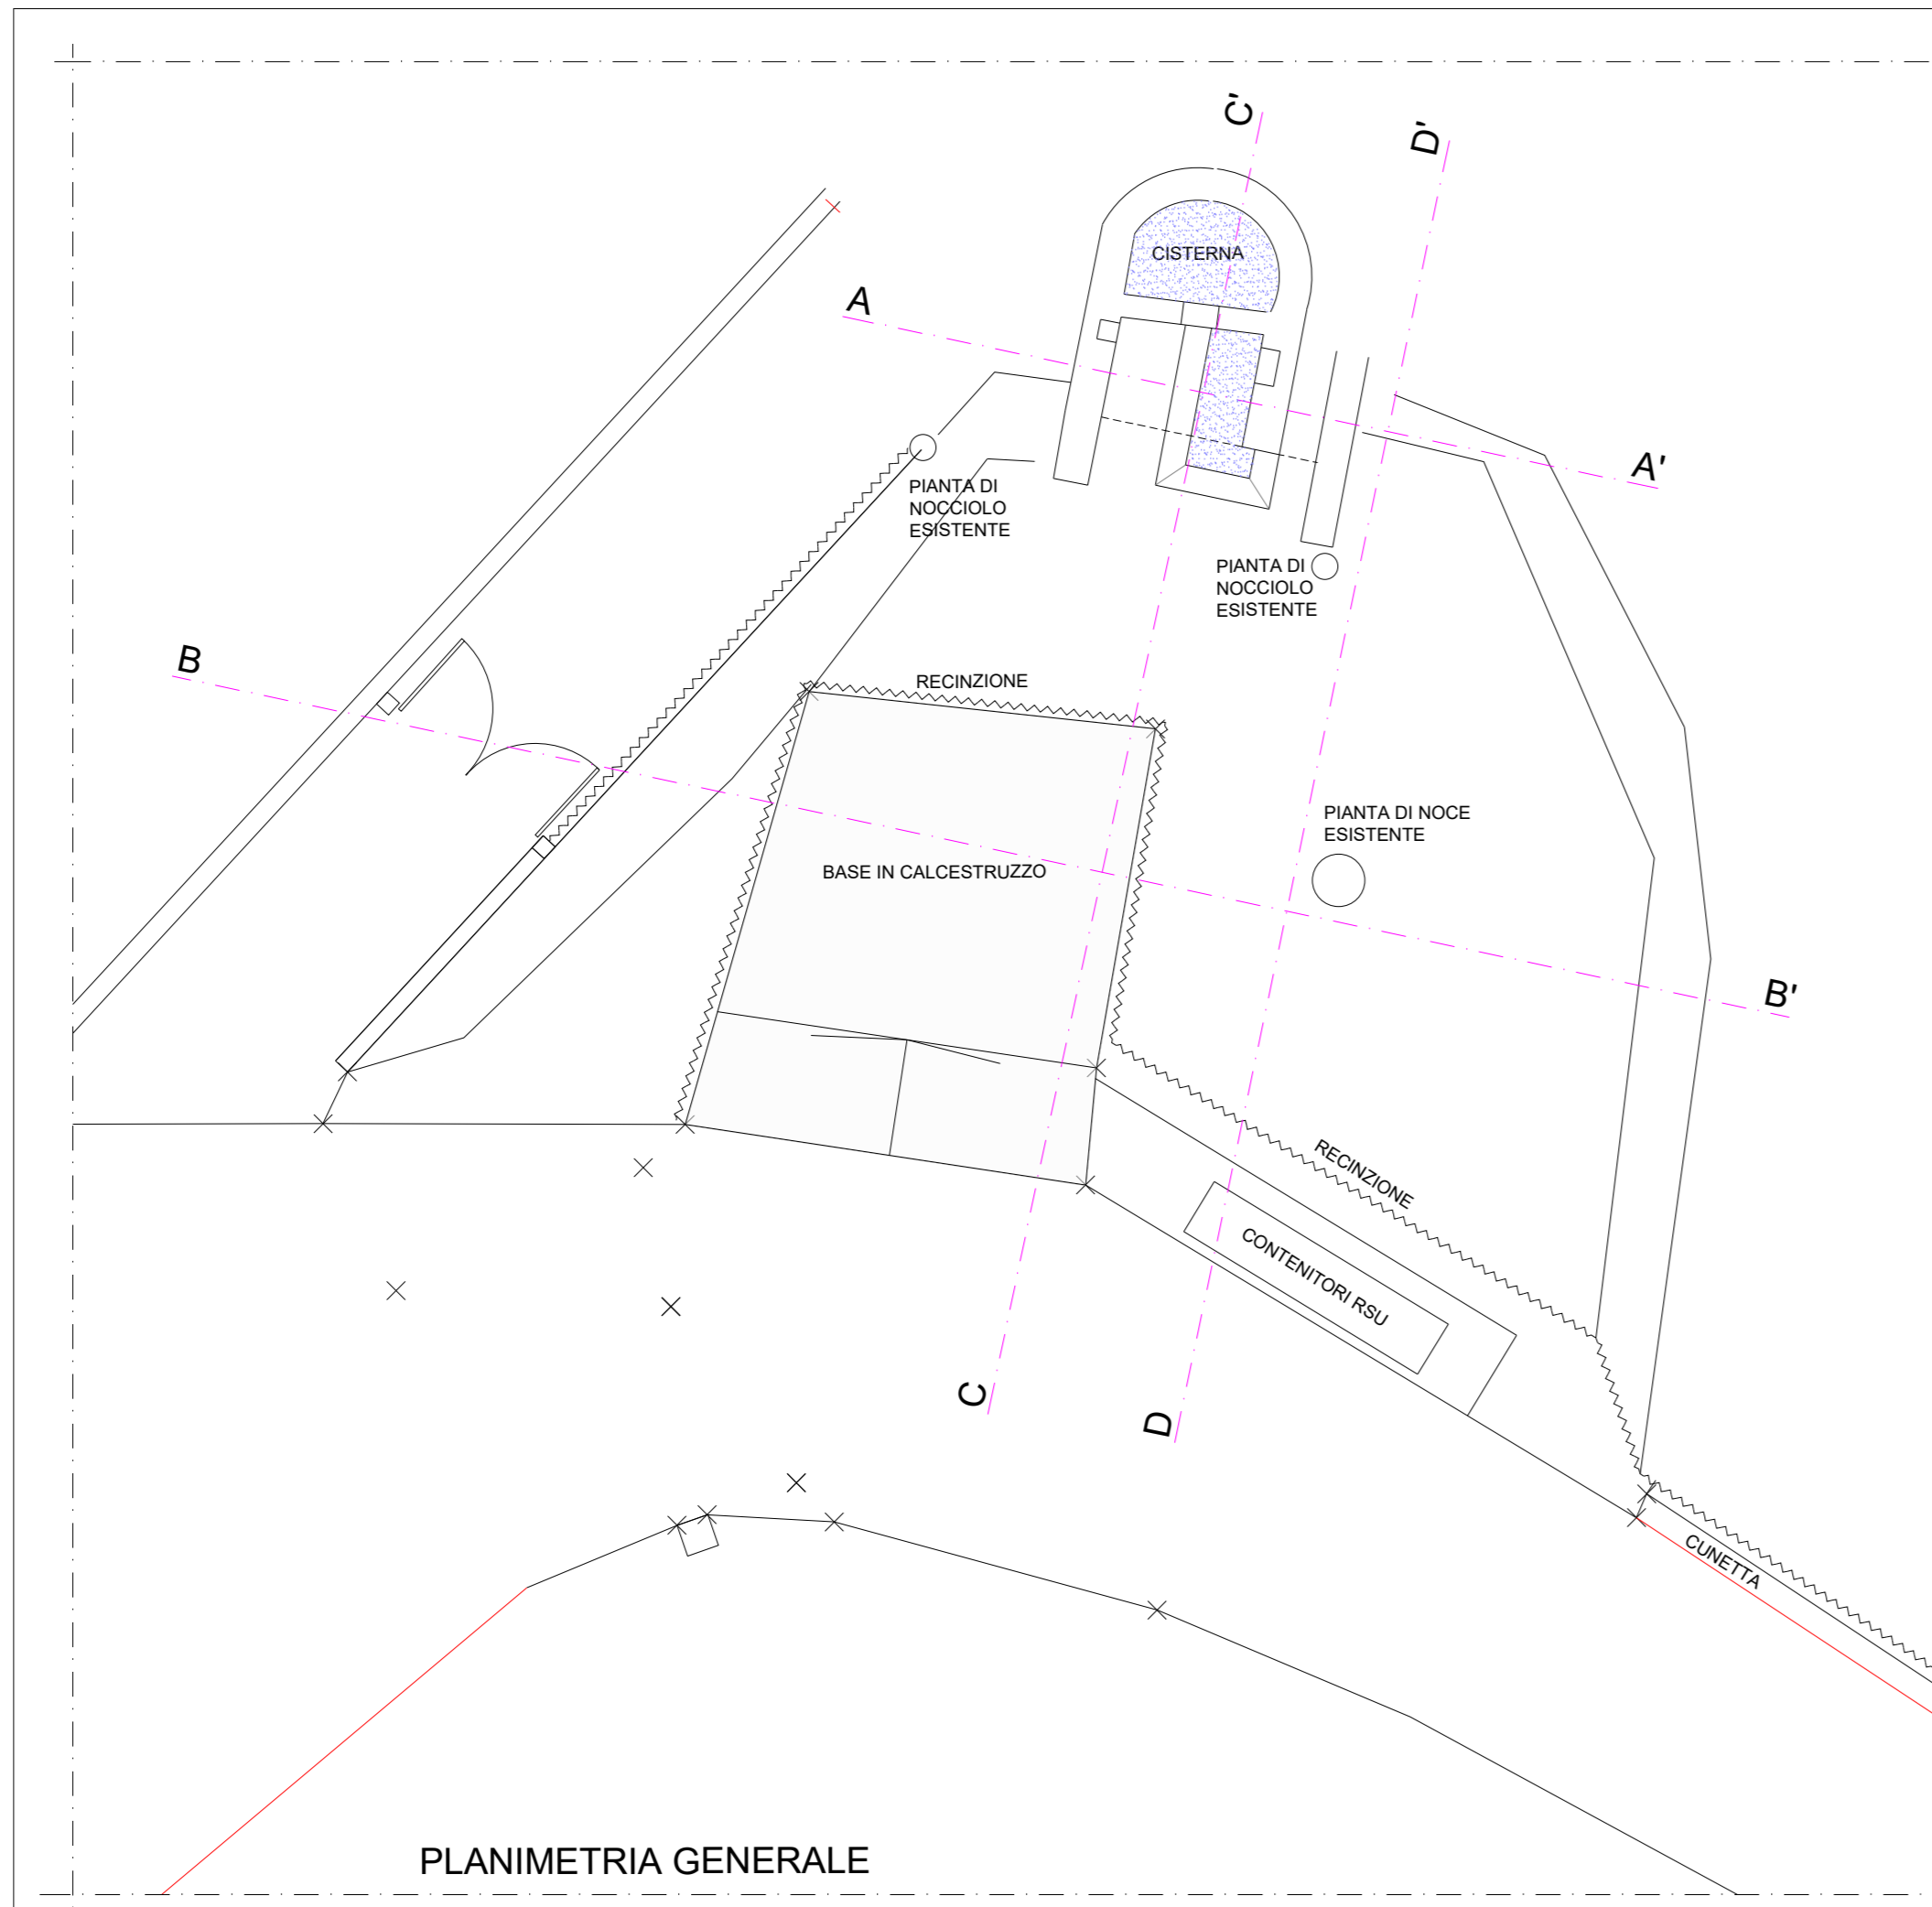 C'
D'
CISTERNA
A
A'
PIANTA DI
NOCCIOLO
ESISTENTE
PIANTA DI
NOCCIOLO
ESISTENTE
B
RECINZIONE
PIANTA DI NOCE
ESISTENTE
BASE IN CALCESTRUZZO
B'
RECINZIONE
CONTENITORI RSU
C
D
CUNETTA
PLANIMETRIA GENERALE